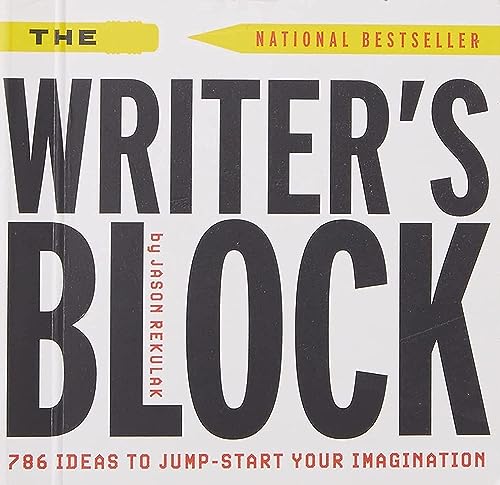 THE
NATIONAL BESTSELLER
WRITER'S
BLOCK
by JASON REKULAK
786 IDEAS TO JUMP-START YOUR IMAGINATION